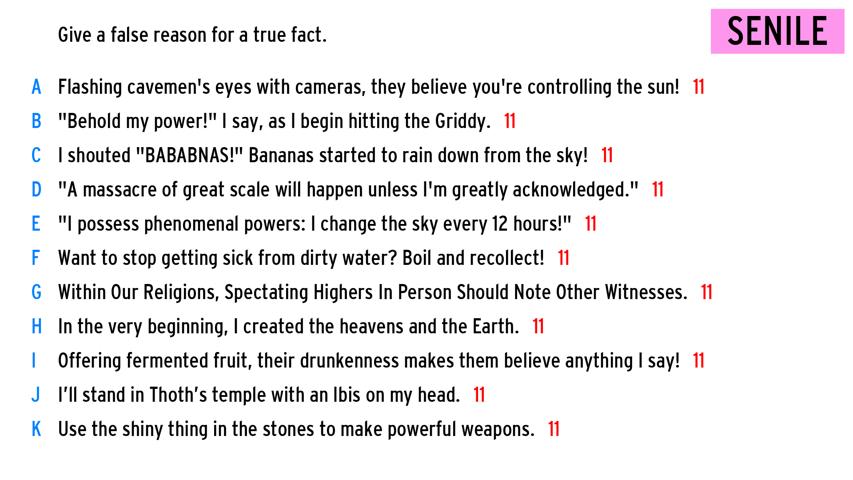 Give a false reason for a true fact.
SENILE
A Flashing cavemen's eyes with cameras, they believe you're controlling the sun! 11
B "Behold my power!" I say, as I begin hitting the Griddy. 11
C I shouted "BABABNAS!" Bananas started to rain down from the sky! 11
D "A massacre of great scale will happen unless I'm greatly acknowledged." 11
E "I possess phenomenal powers: I change the sky every 12 hours!" 11
F Want to stop getting sick from dirty water? Boil and recollect! 11
G Within Our Religions, Spectating Highers In Person Should Note Other Witnesses. 11
H In the very beginning, I created the heavens and the Earth. 11
I Offering fermented fruit, their drunkenness makes them believe anything I say! 11
J I’ll stand in Thoth’s temple with an Ibis on my head. 11
K Use the shiny thing in the stones to make powerful weapons. 11